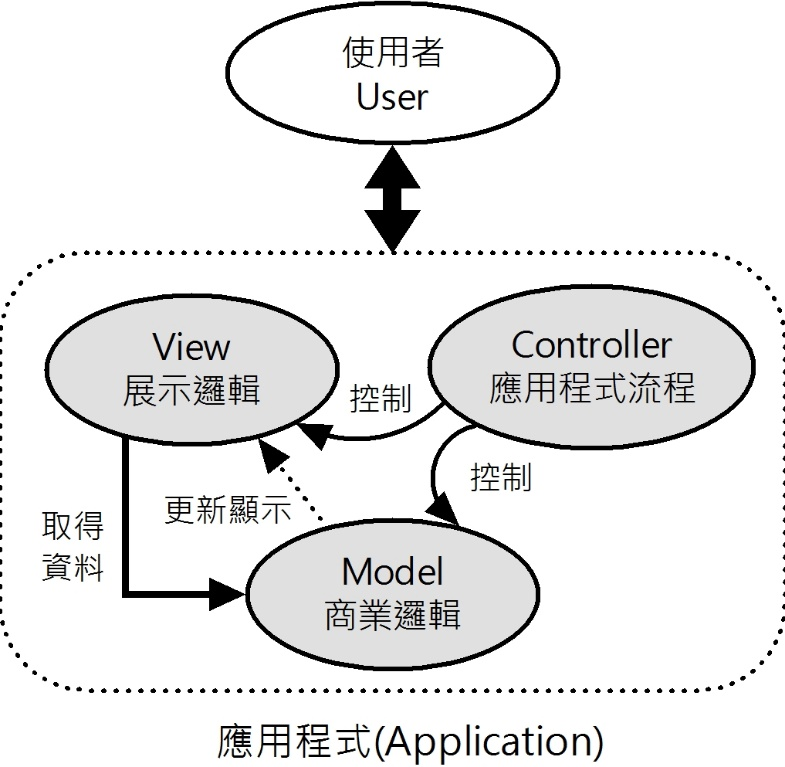 使用者
User
View
展示邏輯
Controller
應用程式流程
控制
控制
更新顯示
取得
資料
Model
商業邏輯
應用程式(Application)